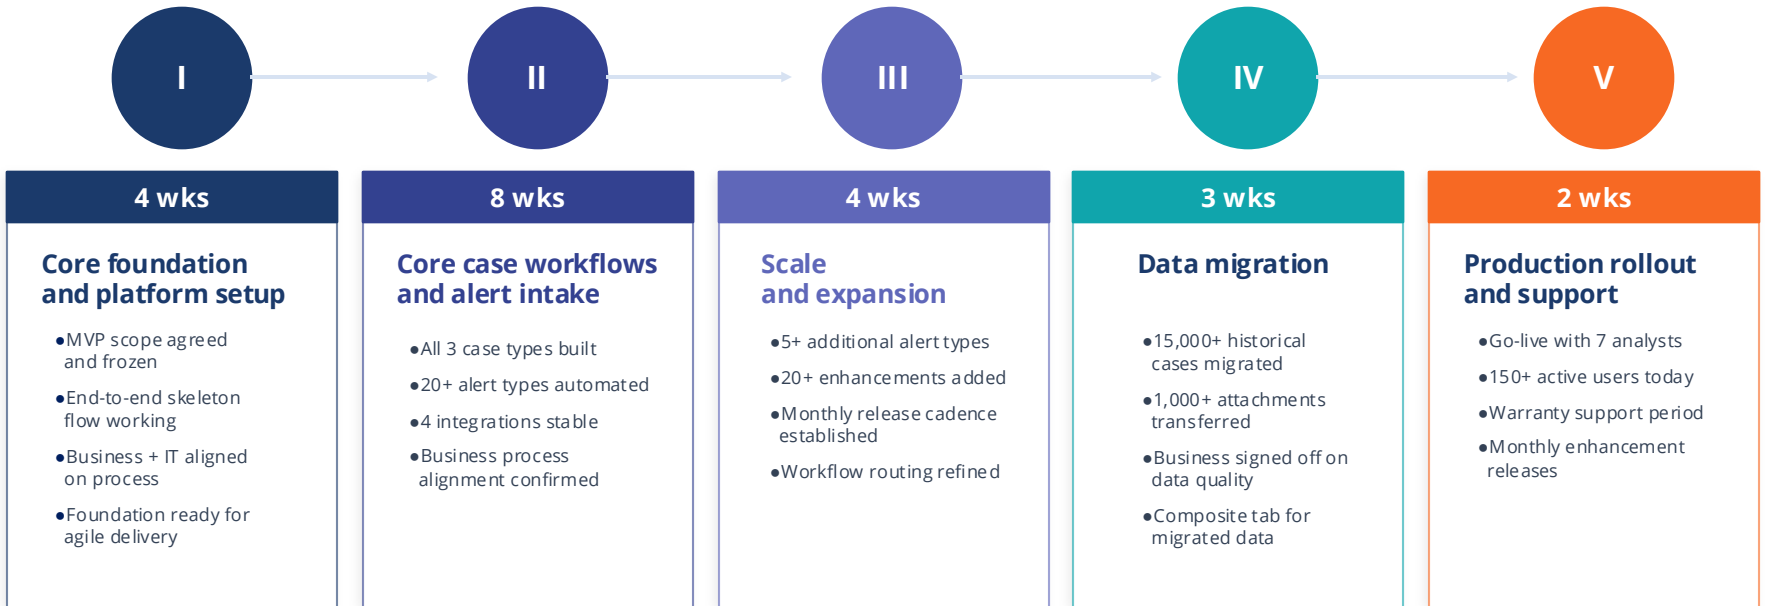 I
II
III
IV
V
4 wks
Core foundation
and platform setup
●MVP scope agreed
and frozen
●End-to-end skeleton
flow working
●Business + IT aligned
on process
●Foundation ready for
agile delivery
8 wks
Core case workflows
and alert intake
●All 3 case types built
●20+ alert types automated
●4 integrations stable
●Business process
alignment confirmed
4 wks
Scale
and expansion
●5+ additional alert types
●20+ enhancements added
●Monthly release cadence
established
●Workflow routing refined
3 wks
Data migration
●15,000+ historical
cases migrated
●1,000+ attachments
transferred
●Business signed off on
data quality
●Composite tab for
migrated data
2 wks
Production rollout
and support
●Go-live with 7 analysts
●150+ active users today
●Warranty support period
●Monthly enhancement
releases